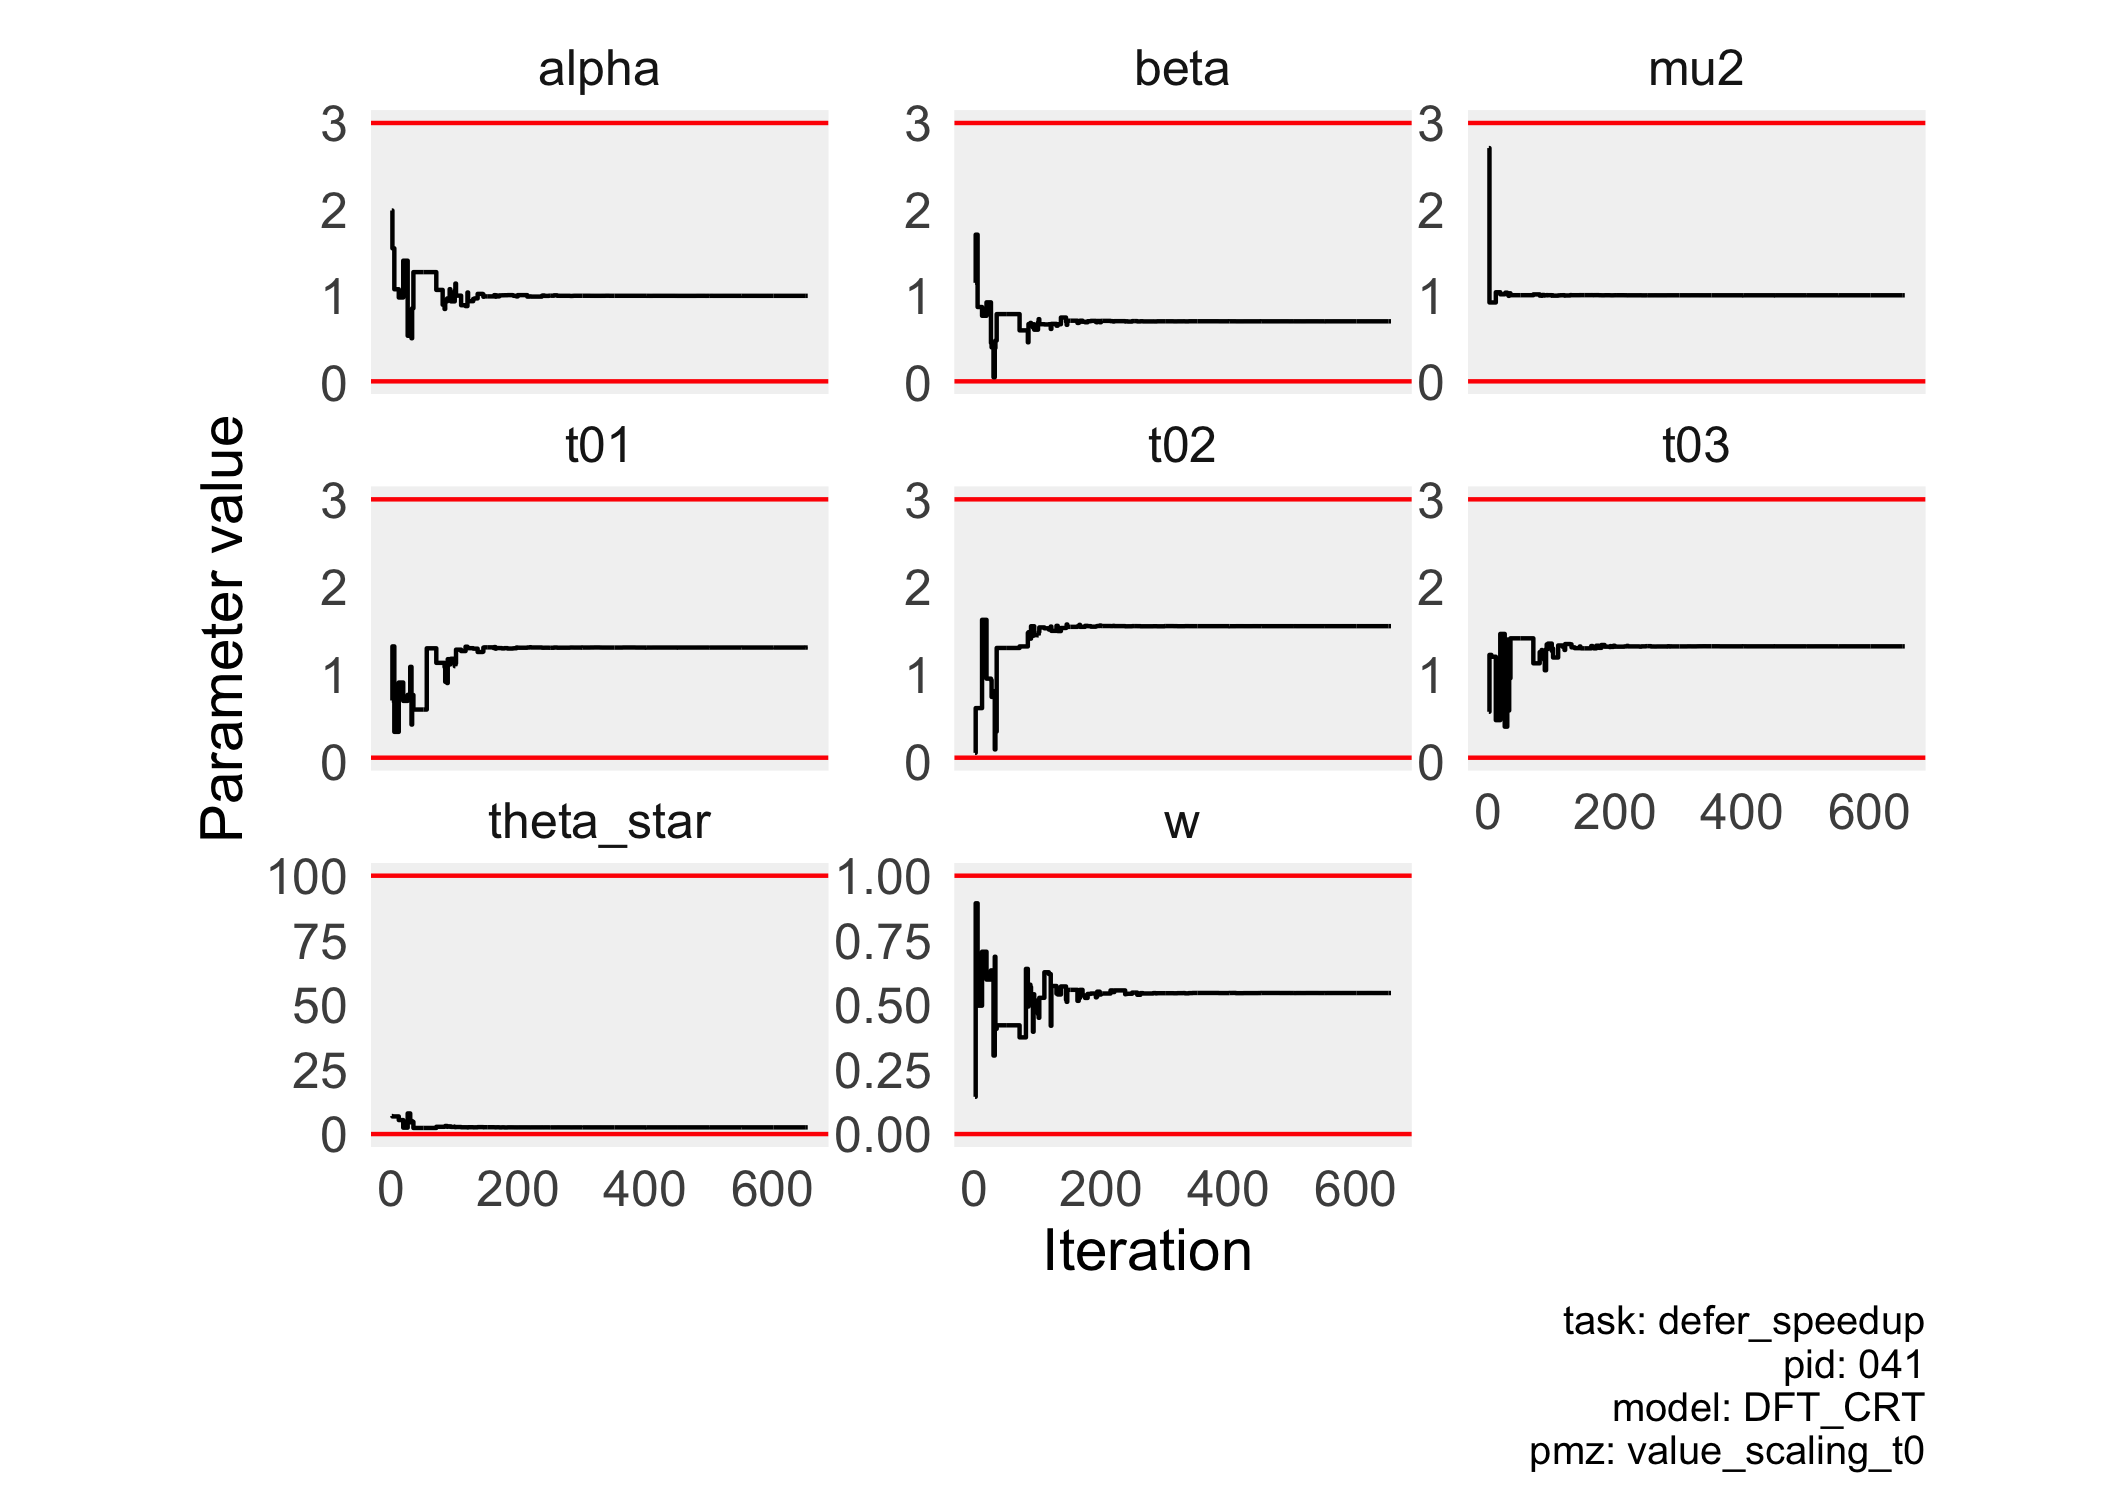 alpha
beta
mu2
3
2
1
0
3
2
1
0
3
2
1
0
t01
t02
t03
3
2
1
0
3
2
1
0
3
2
1
0
0 200 400 600
theta_star
w
100
75
50
25
0
1.00
0.75
0.50
0.25
0.00
0 200 400 600
0 200 400 600
Parameter value
Iteration
task: defer_speedup
pid: 041
model: DFT_CRT
pmz: value_scaling_t0